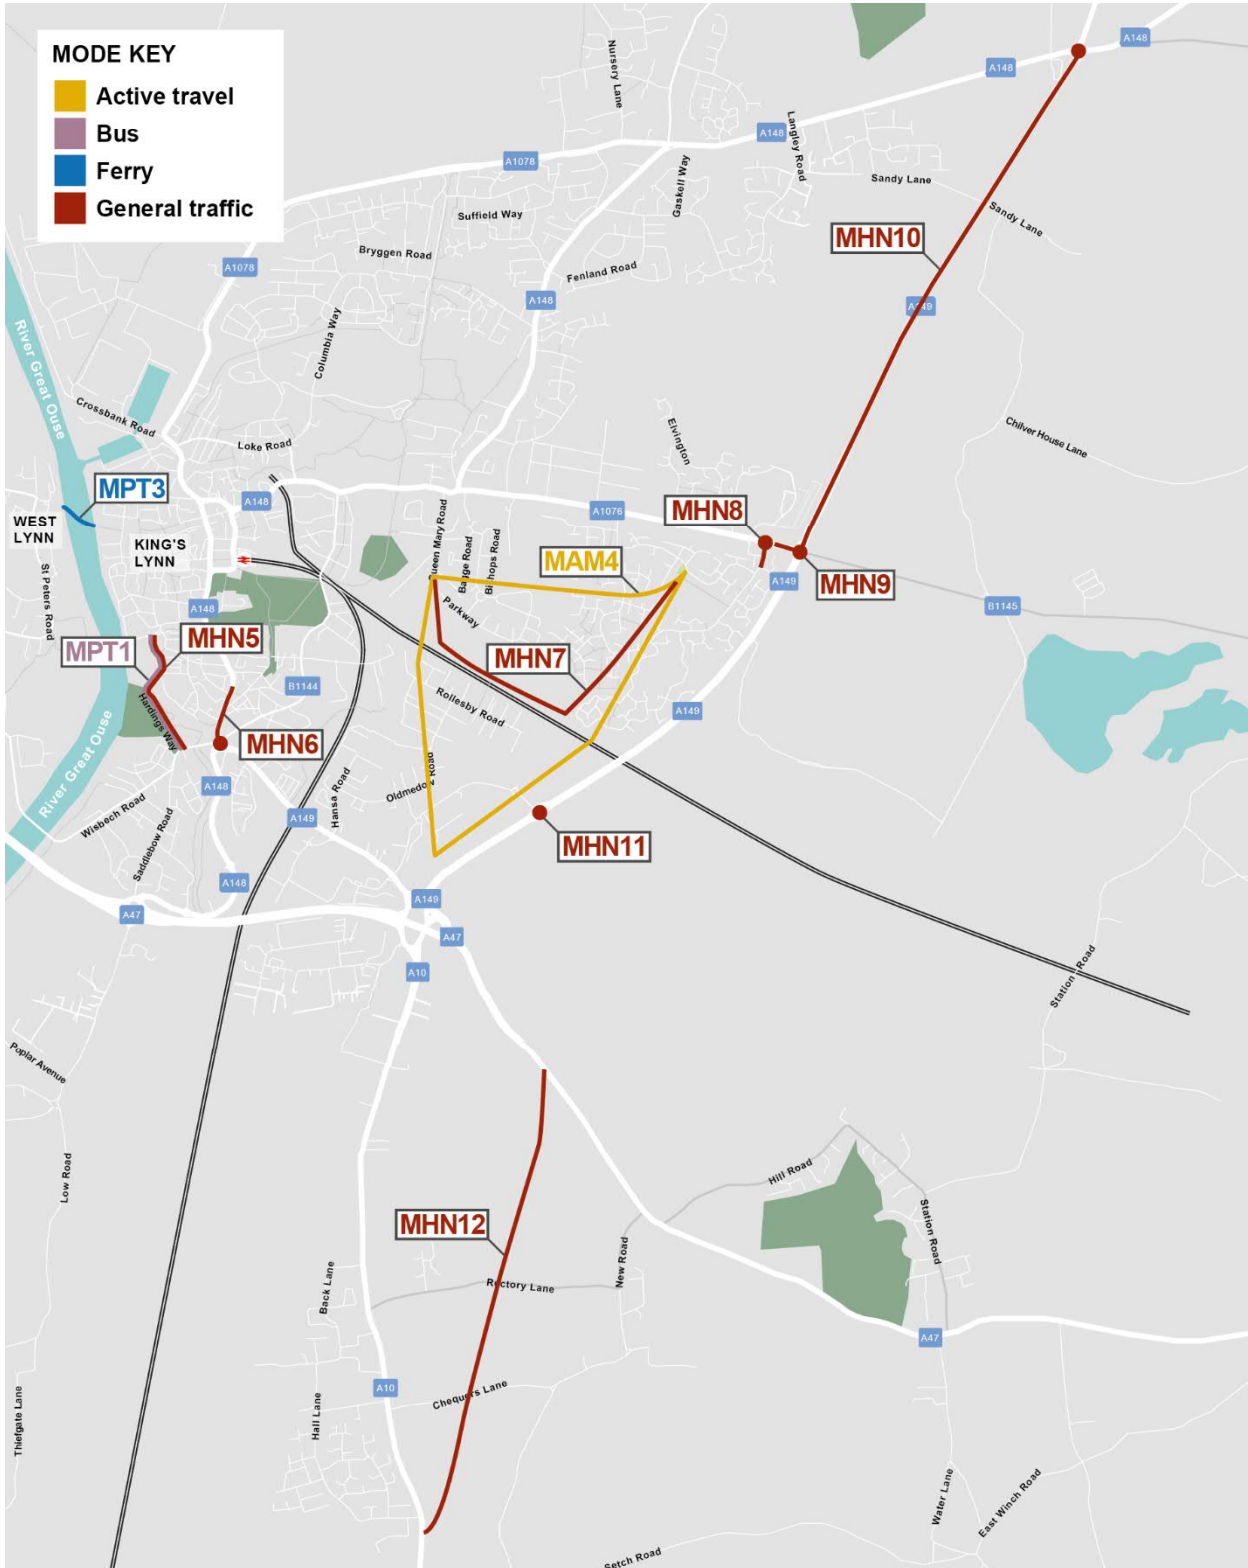 MODE KEY
Active travel
Bus
Ferry
General traffic
A148
A148
A148
Nursery Lane
Langley Road
A1078
Gaskell Way
Sandy Lane
Sandy Lane
Suffield Way
MHN10
Bryggen Road
A1078
Fenland Road
A148
A149
River Great Ouse
Columbia Way
Crossbank Road
Loke Road
Elvington
Chilver House Lane
MPT3
A148
A1076
MHN8
WEST
LYNN
KING'S
LYNN
Queen Mary Road
Bagge Road
Bishops Road
MAM4
MHN9
A149
St Peters Road
A148
Parkway
B1145
MPT1
MHN5
MHN7
B1144
Rollesby Road
A149
Hardings Way
MHN6
River Great Ouse
A148
Oldmedow Road
Hansa Road
A149
Wisbech Road
Saddlebow Road
MHN11
A148
A149
A47
A47
A10
Station Road
Poplar Avenue
Low Road
Hill Road
Station Road
MHN12
New Road
Back Lane
Rectory Lane
A47
A10
Chequers Lane
Hall Lane
Thiefgate Lane
Water Lane
East Winch Road
Setch Road